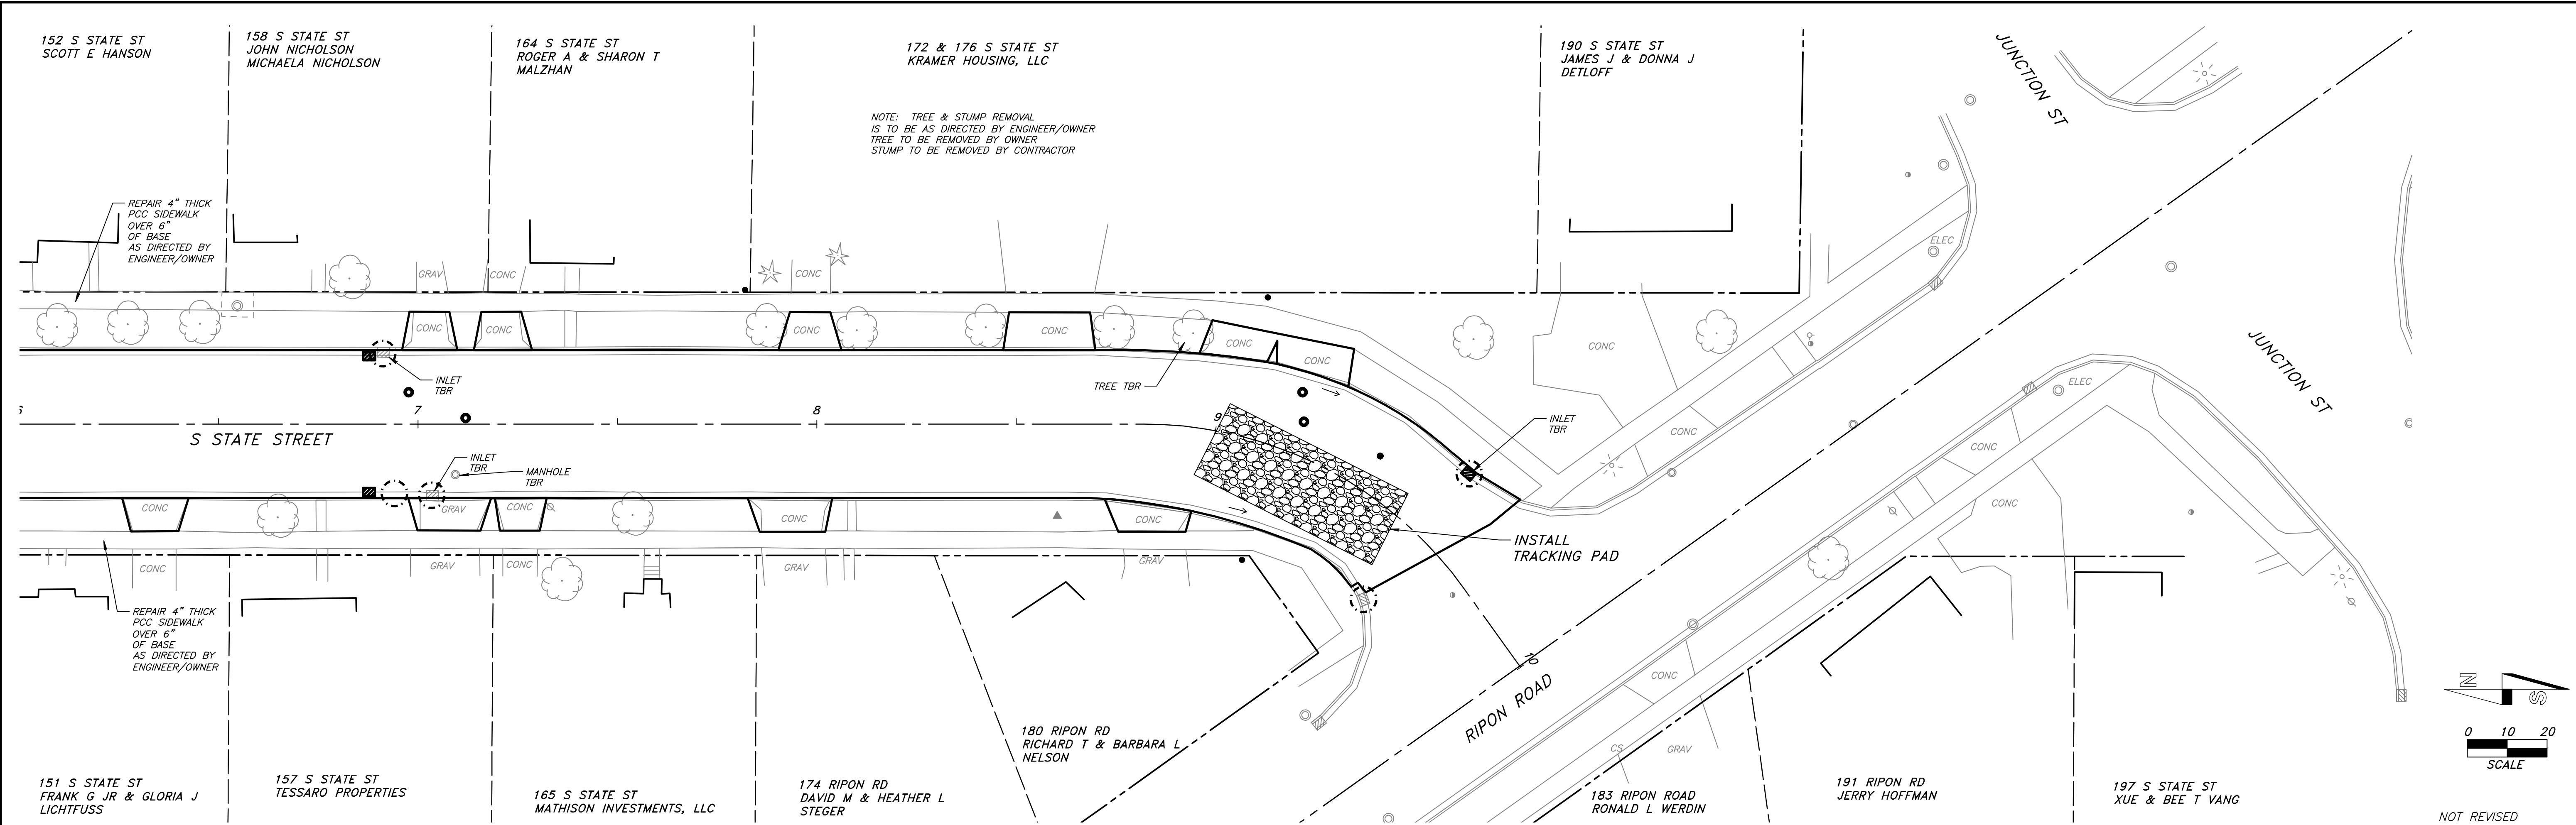 152 S STATE ST
SCOTT E HANSON
158 S STATE ST
JOHN NICHOLSON
MICHAELA NICHOLSON
164 S STATE ST
ROGER A & SHARON T
MALZHAN
172 & 176 S STATE ST
KRAMER HOUSING, LLC
190 S STATE ST
JAMES J & DONNA J
DETLOFF
JUNCTION ST
NOTE: TREE & STUMP REMOVAL
IS TO BE AS DIRECTED BY ENGINEER/OWNER
TREE TO BE REMOVED BY OWNER
STUMP TO BE REMOVED BY CONTRACTOR
REPAIR 4" THICK
PCC SIDEWALK
OVER 6"
OF BASE
AS DIRECTED BY
ENGINEER/OWNER
GRAV
CONC
CONC
ELEC
CONC
CONC
CONC
CONC
CONC
CONC
CONC
P
INLET
TBR
TREE TBR
JUNCTION ST
ELEC
7
8
9
S STATE STREET
INLET
TBR
CONC
CONC
INLET
TBR
MANHOLE
TBR
CONC
GRAV
CONC
CONC
CONC
CONC
INSTALL
TRACKING PAD
CONC
GRAV
CONC
GRAV
GRAV
REPAIR 4" THICK
PCC SIDEWALK
OVER 6"
OF BASE
AS DIRECTED BY
ENGINEER/OWNER
10
RIPON ROAD
CONC
CS
GRAV
N
S
0 10 20
SCALE
180 RIPON RD
RICHARD T & BARBARA L
NELSON
151 S STATE ST
FRANK G JR & GLORIA J
LICHTFUSS
157 S STATE ST
TESSARO PROPERTIES
165 S STATE ST
MATHISON INVESTMENTS, LLC
174 RIPON RD
DAVID M & HEATHER L
STEGER
183 RIPON ROAD
RONALD L WERDIN
191 RIPON RD
JERRY HOFFMAN
197 S STATE ST
XUE & BEE T VANG
NOT REVISED